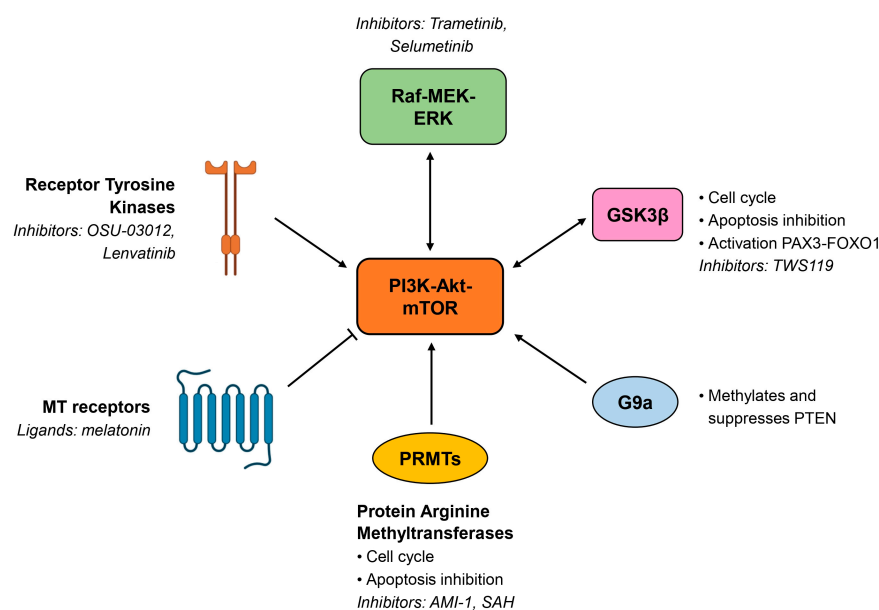 Inhibitors: Trametinib,
Selumetinib
Raf-MEK-
ERK
Receptor Tyrosine
Kinases
Inhibitors: OSU-03012,
Lenvatinib
GSK3β
• Cell cycle
• Apoptosis inhibition
• Activation PAX3-FOXO1
Inhibitors: TWS119
PI3K-Akt-
mTOR
MT receptors
Ligands: melatonin
G9a
• Methylates and
suppresses PTEN
PRMTs
Protein Arginine
Methyltransferases
• Cell cycle
• Apoptosis inhibition
Inhibitors: AMI-1, SAH